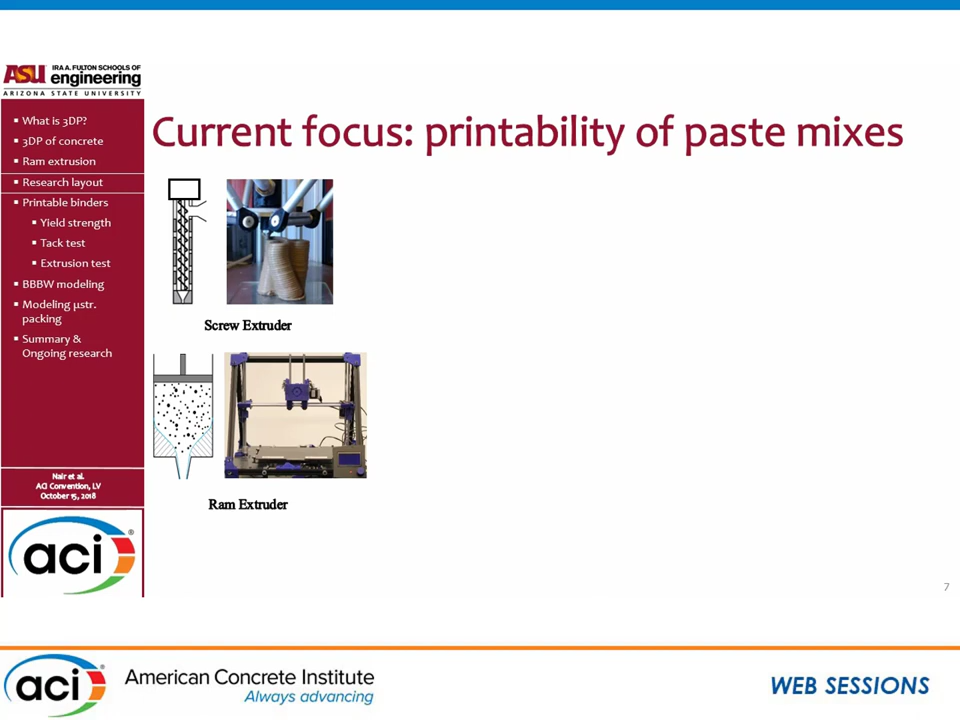 ASU IRA A. FULTON SCHOOLS OF
engineering
ARIZONA STATE UNIVERSITY
What is 3DP?
3DP of concrete
Ram extrusion
Research layout
Printable binders
Yield strength
Tack test
Extrusion test
BBBW modeling
Modeling µstr.
packing
Summary &
Ongoing research
Nair et al.
ACI Convention, LV
October 15, 2018
aci®
Current focus: printability of paste mixes
Screw Extruder
Ram Extruder
7
aci
American Concrete Institute
Always advancing
WEB SESSIONS